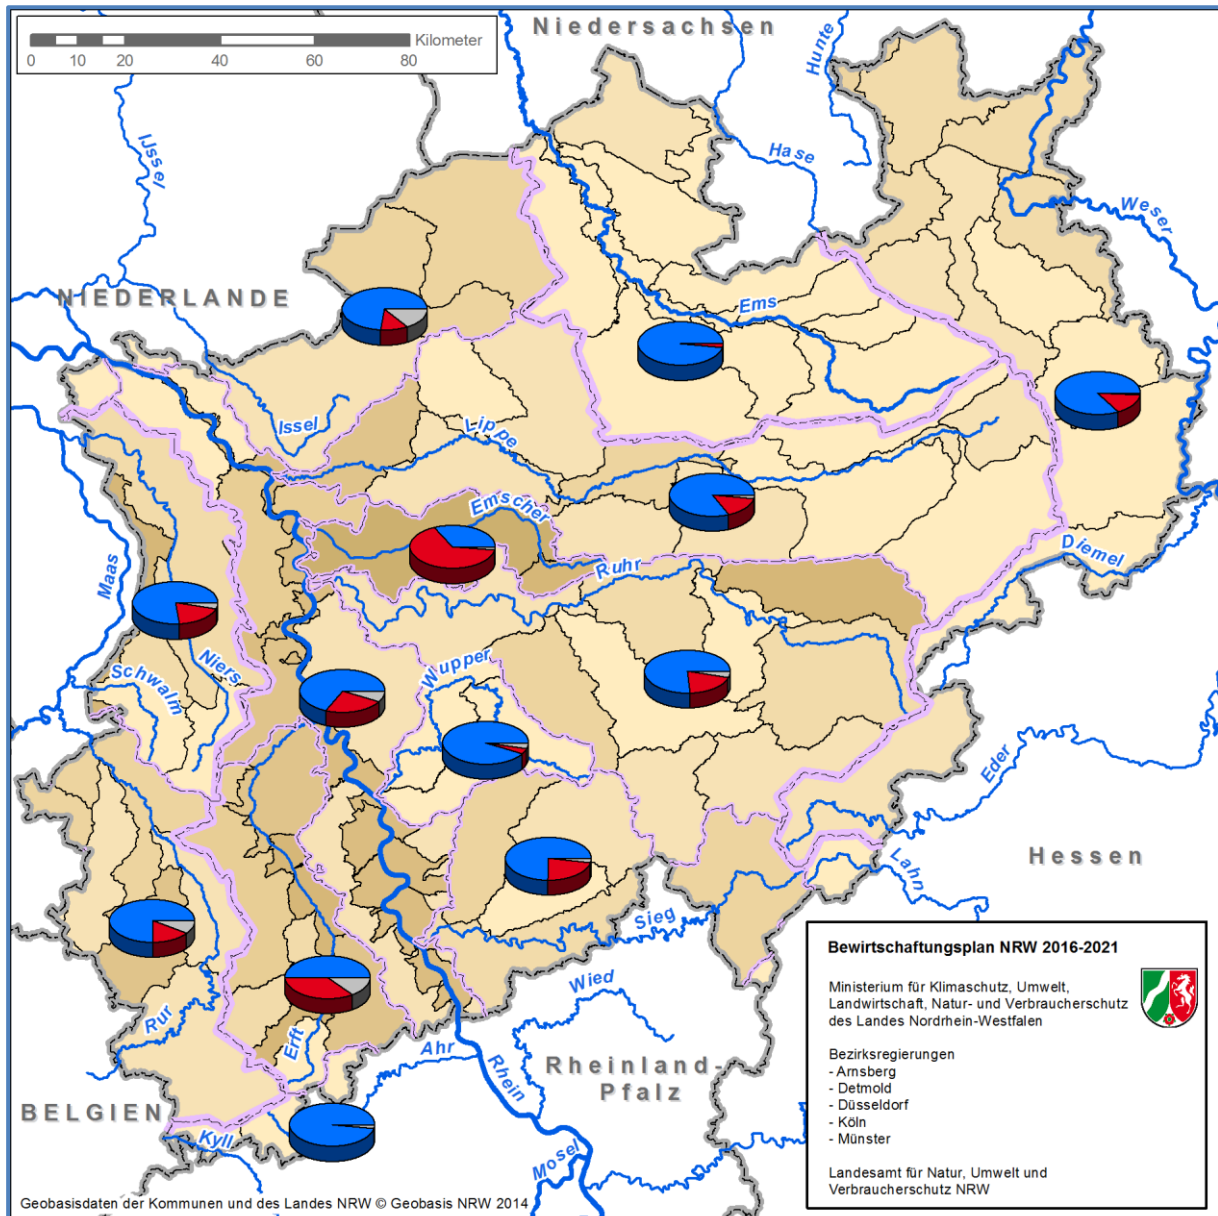 Niedersachsen
Kilometer
0 10 20 40 60 80
Hunte
IJssel
Hase
Weser
NIEDERLANDE
Ems
Issel
Lippe
Emscher
Ruhr
Diemel
Maas
Niers
Schwalm
Wupper
Eder
Hessen
Lahn
Sieg
Wied
Rur
Erft
Ahr
Rhein
Rheinland-
Pfalz
BELGIEN
Kyll
Mosel
Bewirtschaftungsplan NRW 2016-2021
Ministerium für Klimaschutz, Umwelt,
Landwirtschaft, Natur- und Verbraucherschutz
des Landes Nordrhein-Westfalen
Bezirksregierungen
- Arnsberg
- Detmold
- Düsseldorf
- Köln
- Münster
Landesamt für Natur, Umwelt und
Verbraucherschutz NRW
Geobasisdaten der Kommunen und des Landes NRW © Geobasis NRW 2014